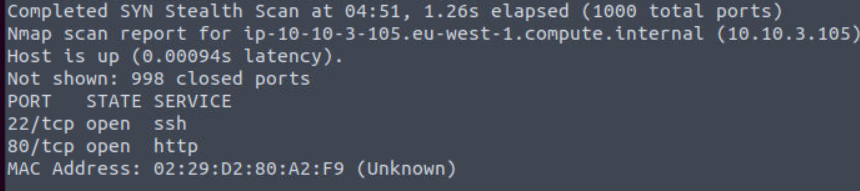 Completed SYN Stealth Scan at 04:51, 1.26s elapsed (1000 total ports)
Nmap scan report for ip-10-10-3-105.eu-west-1.compute.internal (10.10.3.105)
Host is up (0.00094s latency).
Not shown: 998 closed ports
PORT   STATE SERVICE
22/tcp open  ssh
80/tcp open  http
MAC Address: 02:29:D2:80:A2:F9 (Unknown)